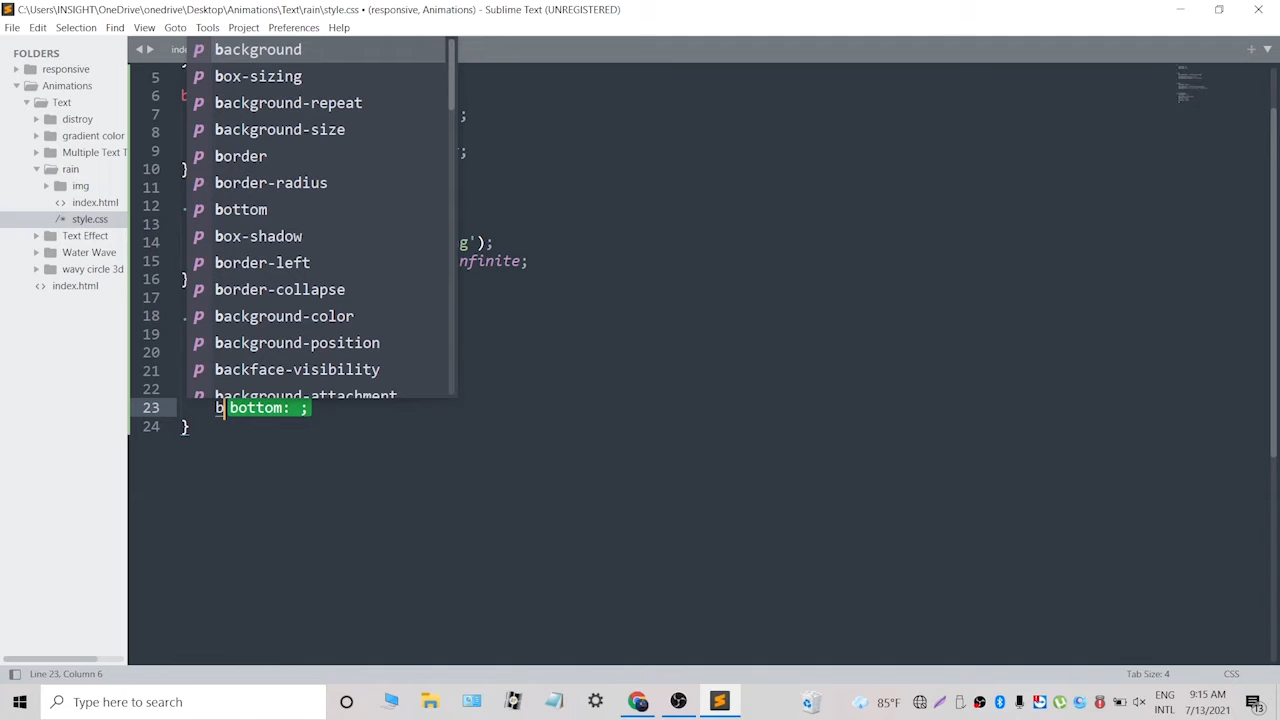 C:\Users\INSIGHT\OneDrive\onedrive\Desktop\Animations\Text\rain\style.css • (responsive, Animations) - Sublime Text (UNREGISTERED)
File Edit Selection Find View Goto Tools Project Preferences Help
FOLDERS
responsive
Animations
Text
distroy
gradient color
Multiple Text T
rain
img
index.html
style.css
Text Effect
Water Wave
wavy circle 3d
index.html
p background
p box-sizing
p background-repeat
p background-size
p border
p border-radius
p bottom
p box-shadow
p border-left
p border-collapse
p background-color
p background-position
p backface-visibility
p background-attachment
5
6
7 ;
8
9 ;
10 }
11
12 .
13
14 g');
15 nfinite;
16 }
17
18 .
19
20
21
22
23 b bottom: ;
24 }
Line 23, Column 6
Tab Size: 4
CSS
Type here to search
85°F
ENG
INTL
9:15 AM
7/13/2021
13